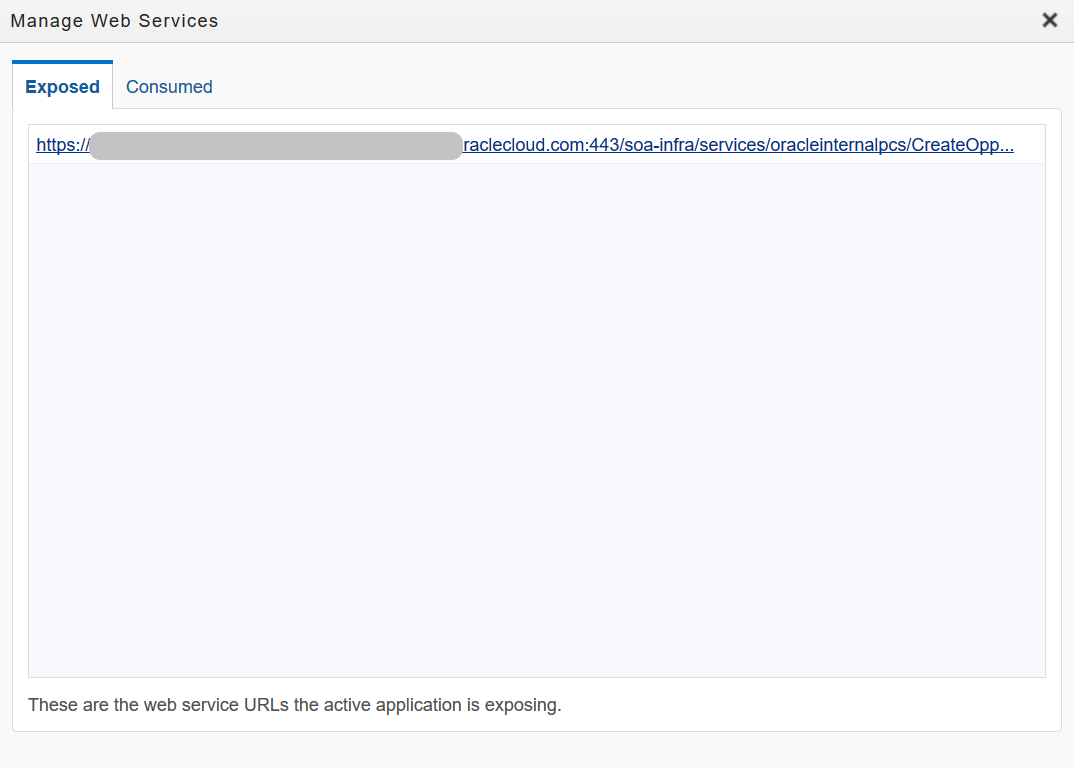 Manage Web Services
Exposed Consumed
https:// raclecloud.com:443/soa-infra/services/oracleinternalpcs/CreateOpp...
These are the web service URLs the active application is exposing.